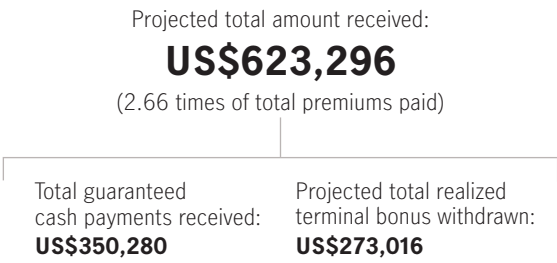 Projected total amount received:
US$623,296
(2.66 times of total premiums paid)
Total guaranteed
cash payments received:
US$350,280
Projected total realized
terminal bonus withdrawn:
US$273,016